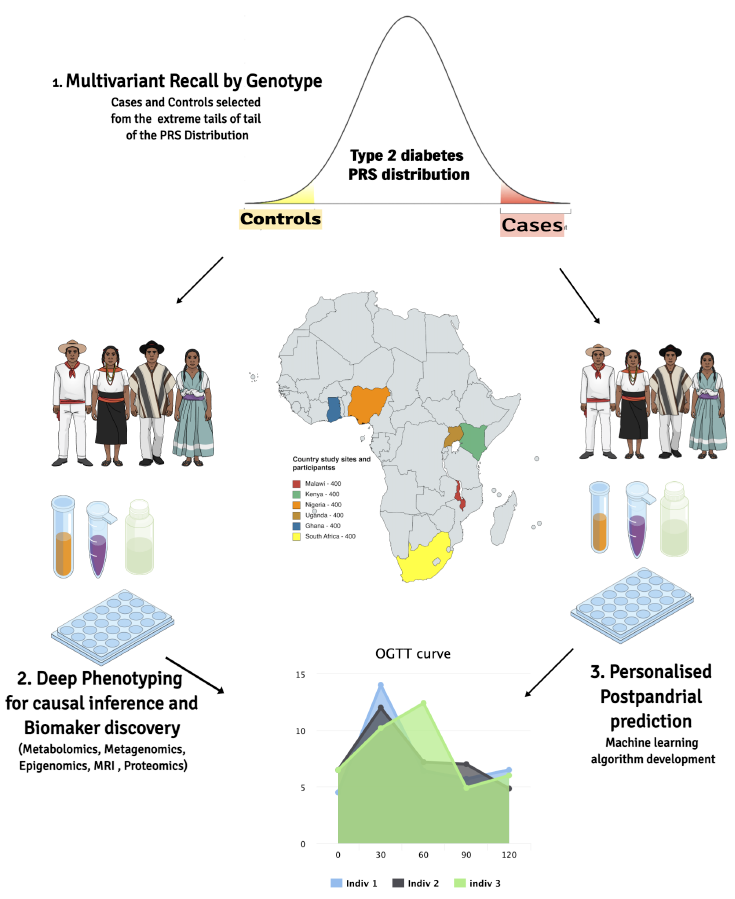 1. Multivariant Recall by Genotype
Cases and Controls selected
fom the extreme tails of tail
of the PRS Distribution
Type 2 diabetes
PRS distribution
Controls
Cases
Country study sites and
participantss
Malawi - 400
Kenya - 400
Nigeria - 400
Uganda - 400
Ghana - 400
South Africa - 400
2. Deep Phenotyping
for causal inference and
Biomaker discovery
(Metabolomics, Metagenomics,
Epigenomics, MRI , Proteomics)
3. Personalised
Postpandrial
prediction
Machine learning
algorithm development
OGTT curve
15
10
5
0
0 30 60 90 120
Indiv 1 Indiv 2 indiv 3